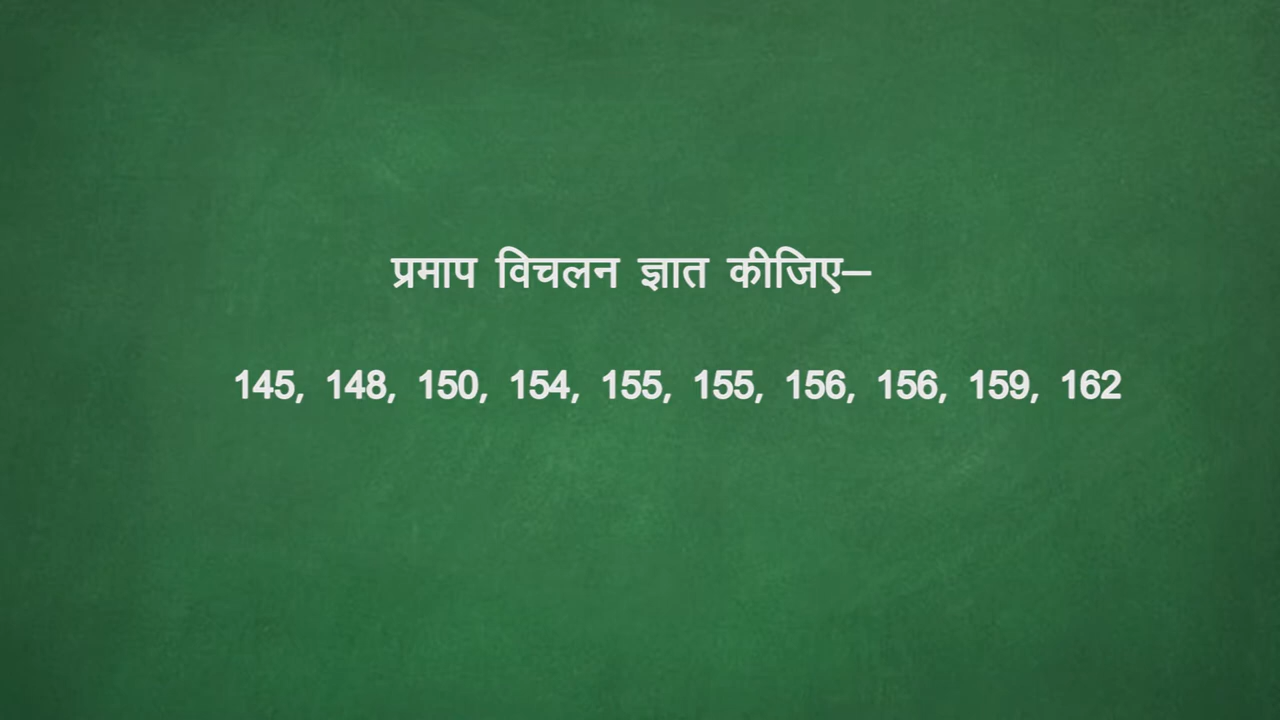 प्रमाप विचलन ज्ञात कीजिए–
145, 148, 150, 154, 155, 155, 156, 156, 159, 162